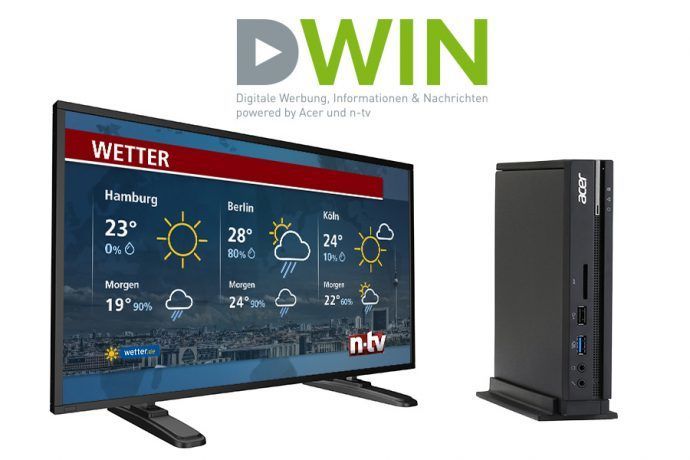 DWIN
Digitale Werbung, Informationen & Nachrichten
powered by Acer und n-tv
WETTER
Hamburg
23°
0%
Morgen
19° 90%
Berlin
28°
80%
Morgen
24° 90%
Köln
24°
10%
Morgen
22° 60%
wetter.de
n-tv
acer